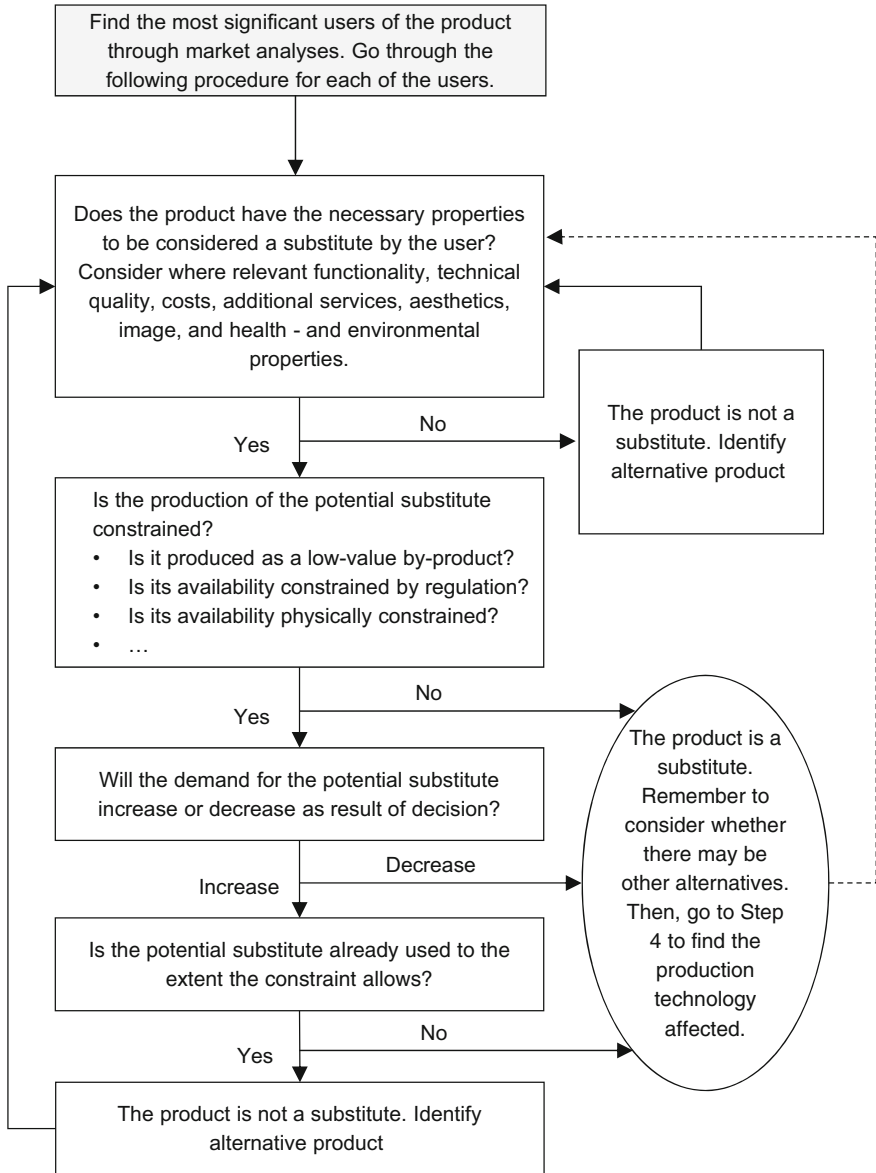 Find the most significant users of the product
through market analyses. Go through the
following procedure for each of the users.
Does the product have the necessary properties
to be considered a substitute by the user?
Consider where relevant functionality, technical
quality, costs, additional services, aesthetics,
image, and health - and environmental
properties.
No
Yes
The product is not a
substitute. Identify
alternative product
Is the production of the potential substitute
constrained?
• Is it produced as a low-value by-product?
• Is its availability constrained by regulation?
• Is its availability physically constrained?
• …
No
Yes
Will the demand for the potential substitute
increase or decrease as result of decision?
Decrease
Increase
The product is a
substitute.
Remember to
consider whether
there may be
other alternatives.
Then, go to Step
4 to find the
production
technology
affected.
Is the potential substitute already used to the
extent the constraint allows?
No
Yes
The product is not a substitute. Identify
alternative product